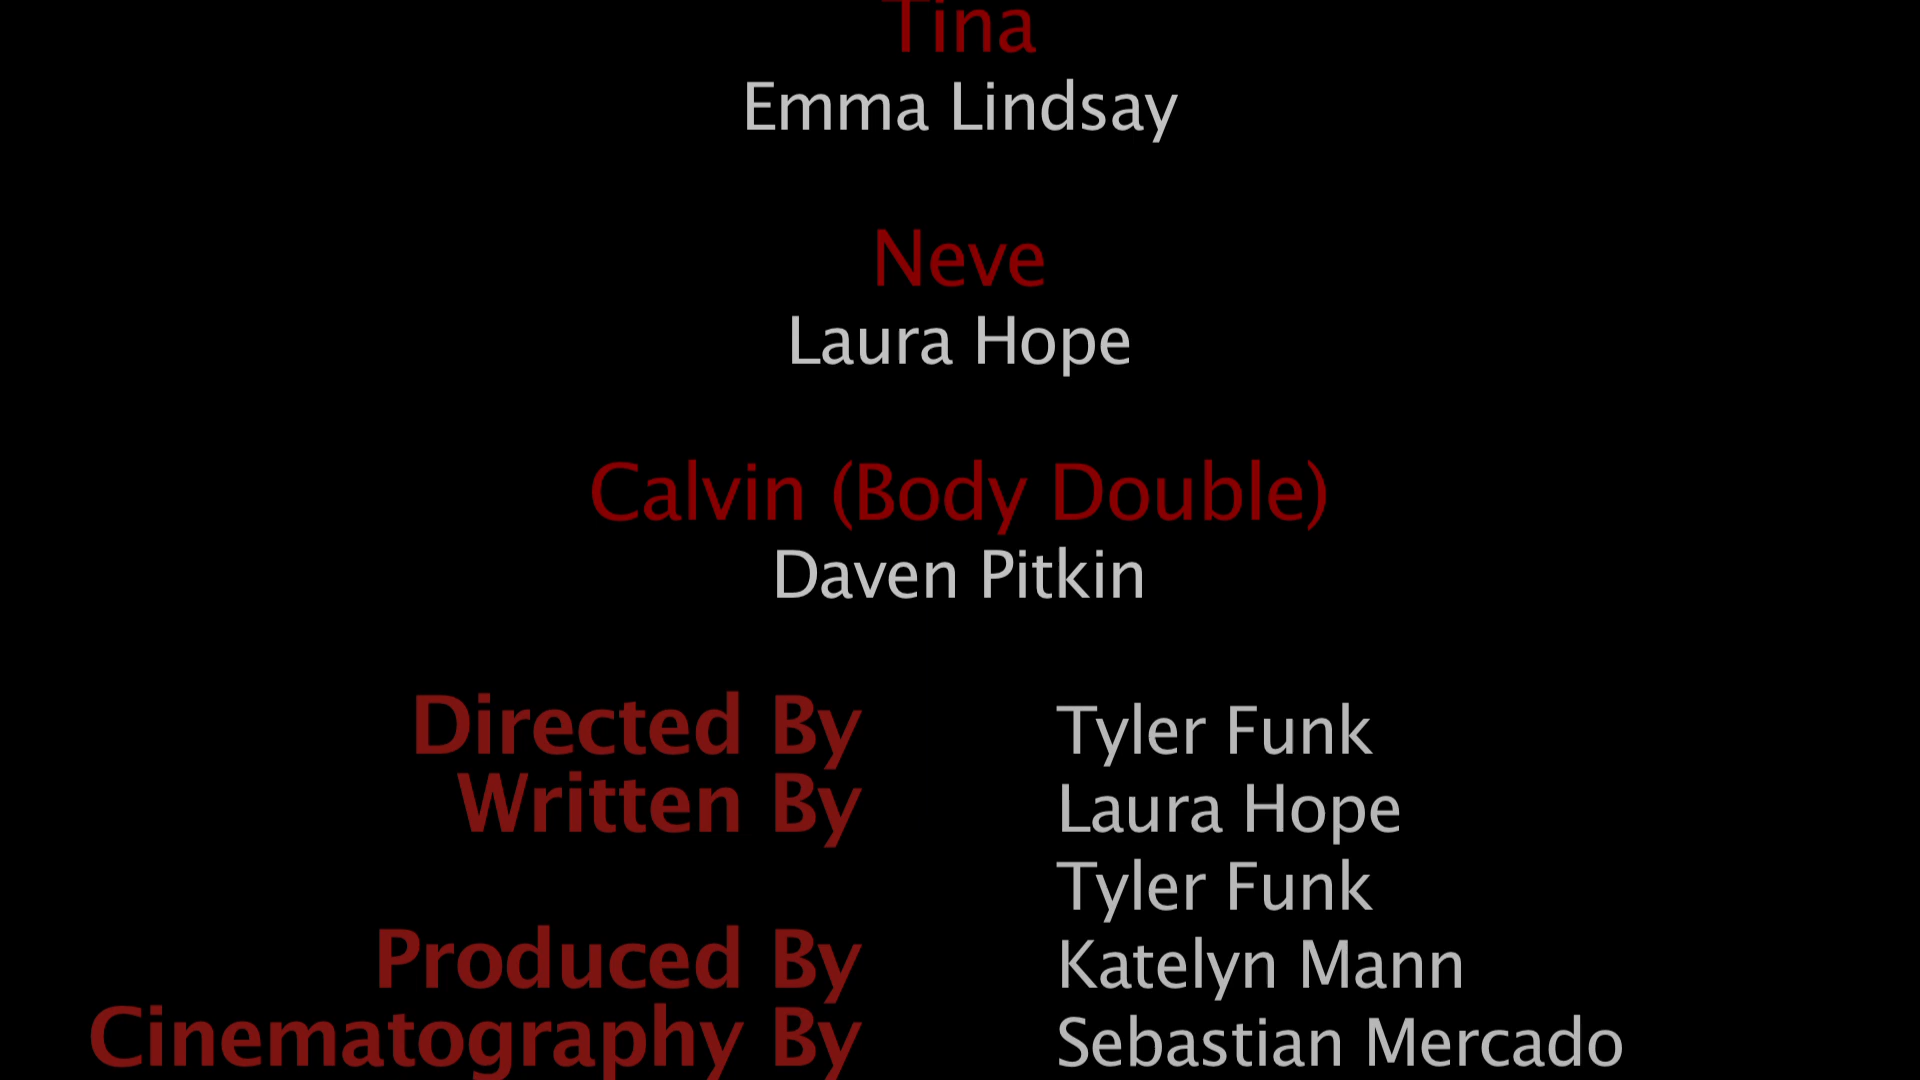 Tina
Emma Lindsay
Neve
Laura Hope
Calvin (Body Double)
Daven Pitkin
Directed By Tyler Funk
Written By Laura Hope
Tyler Funk
Produced By Katelyn Mann
Cinematography By Sebastian Mercado